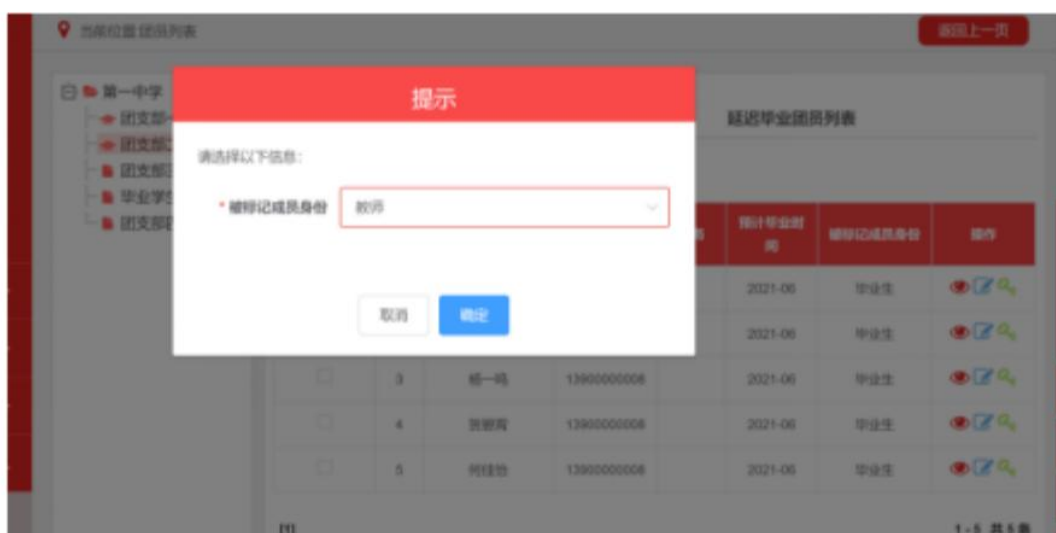 当前位置:团员列表
返回上一页
第一中学
团支部
团支部
团支部
毕业学生
团支部
提示
请选择以下信息:
*被标记成员身份 教师
取消 确定
延迟毕业团员列表
预计毕业时间 被标记成员身份 操作
2021-06 毕业生
2021-06 毕业生
3 杨一鸣 13900000008 2021-06 毕业生
4 13900000008 2021-06 毕业生
5 何佳怡 13900000008 2021-06 毕业生
[1]
1-5 共5条